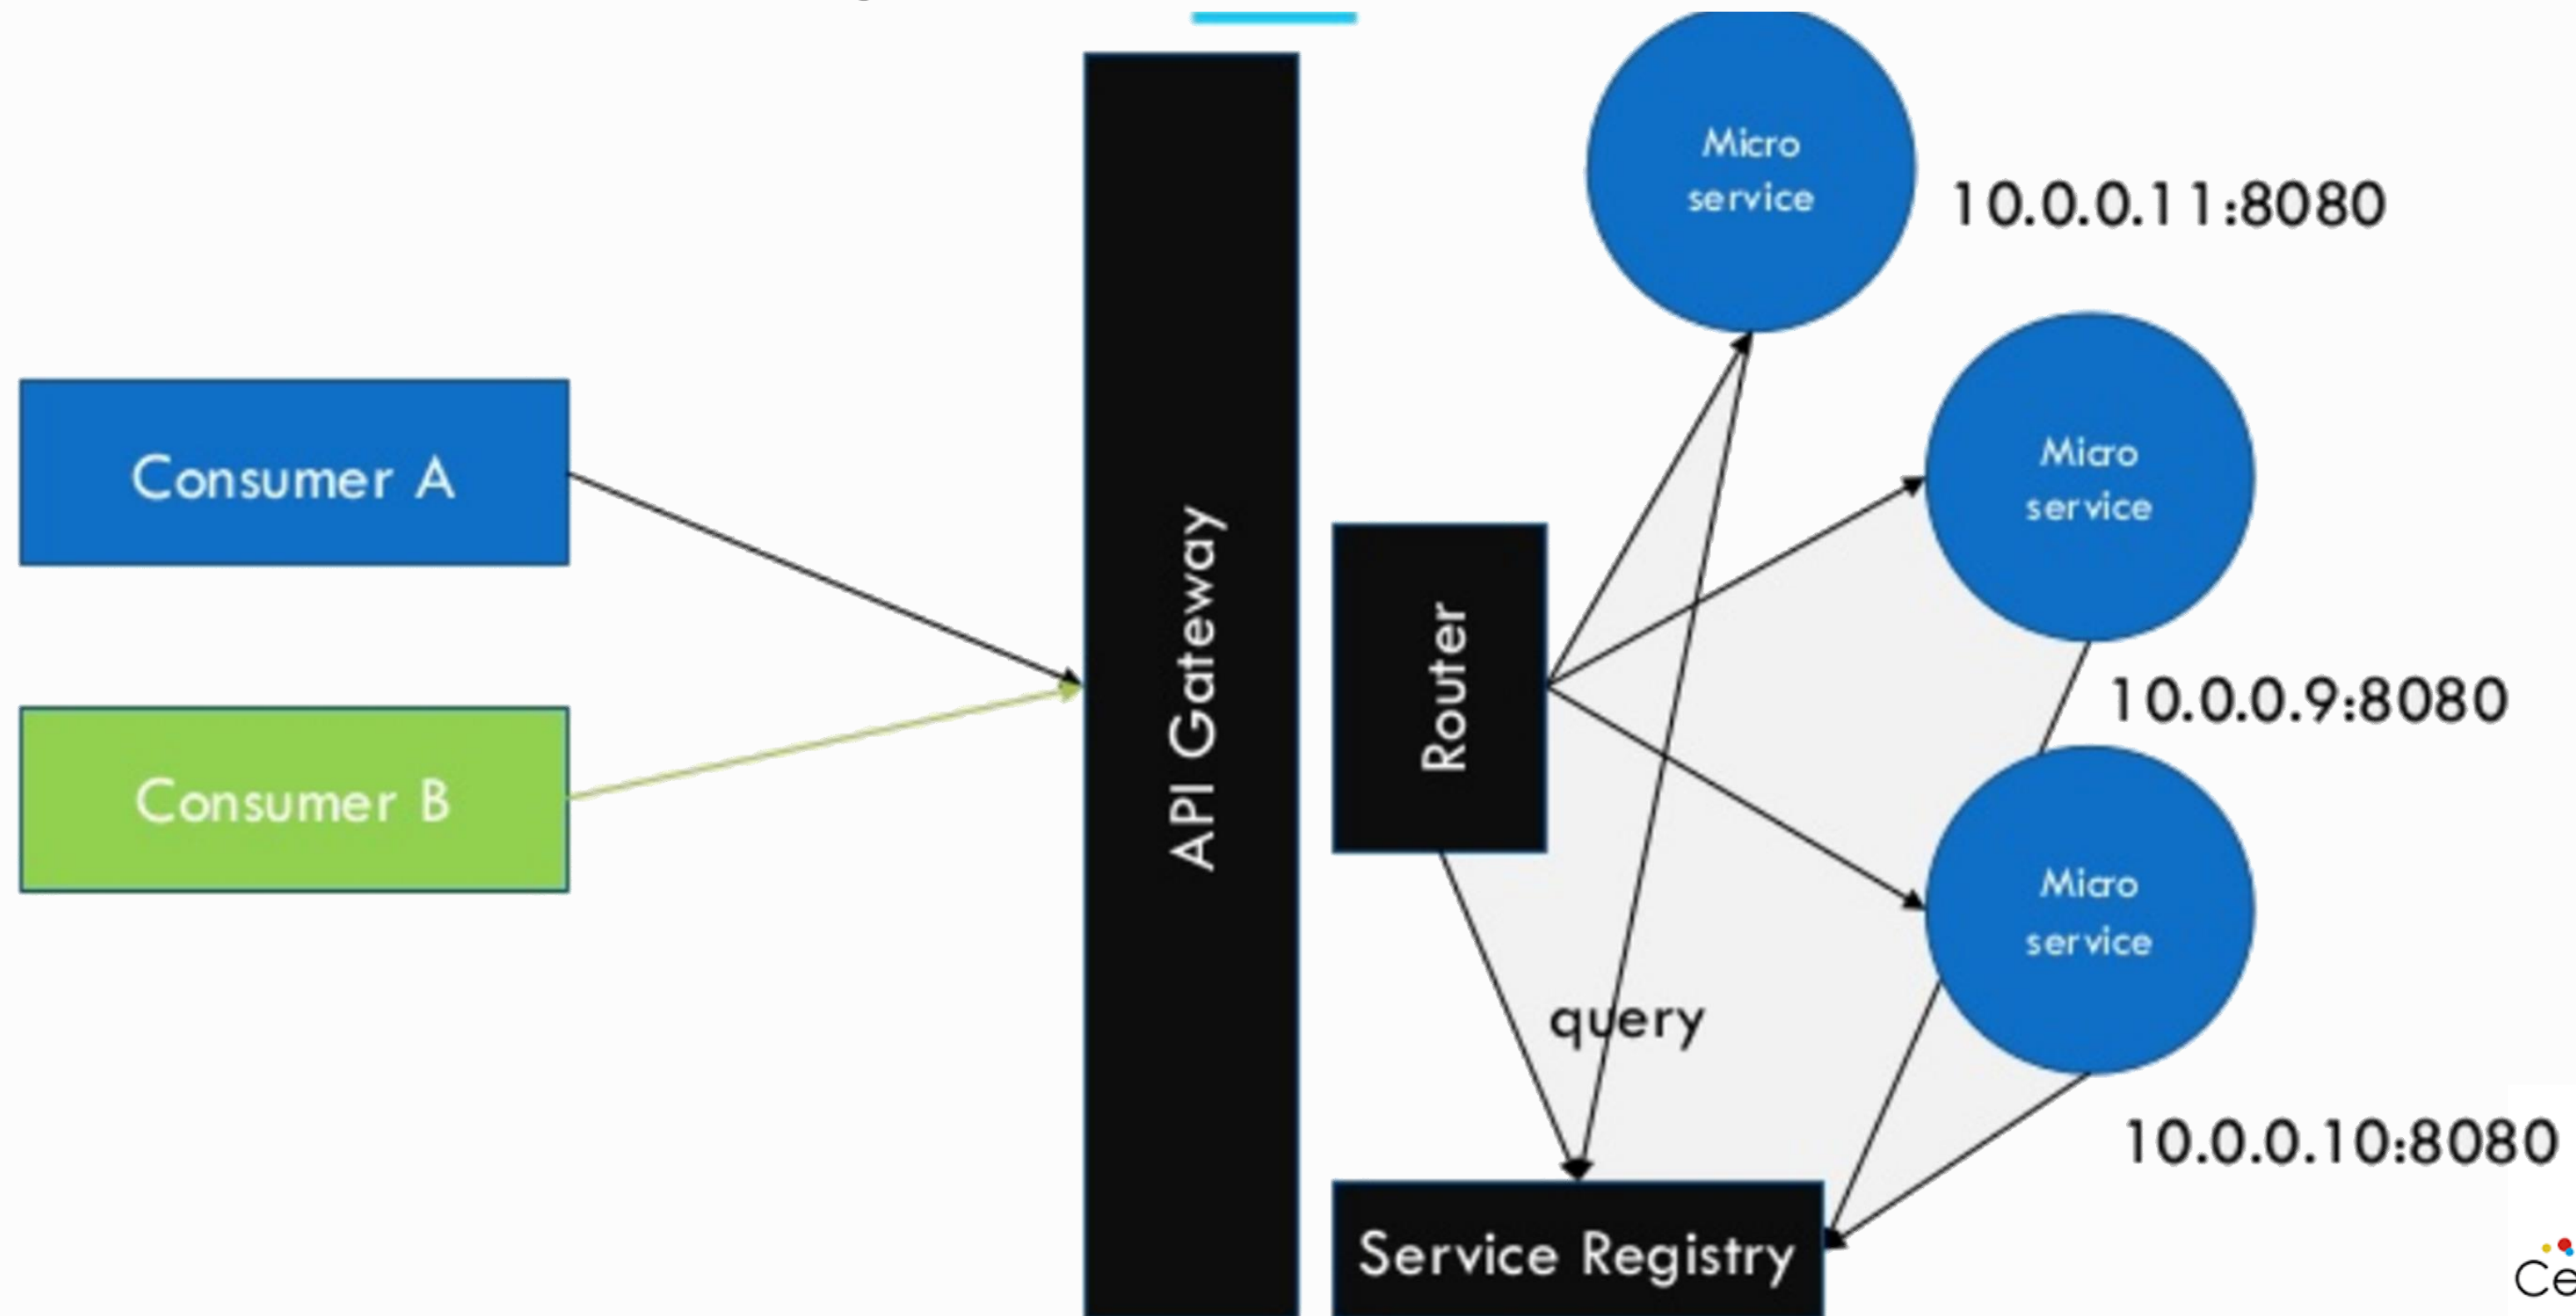 Micro
service
10.0.0.11:8080
Consumer A
Micro
service
API Gateway
Router
10.0.0.9:8080
Consumer B
Micro
service
query
10.0.0.10:8080
Service Registry
Ce